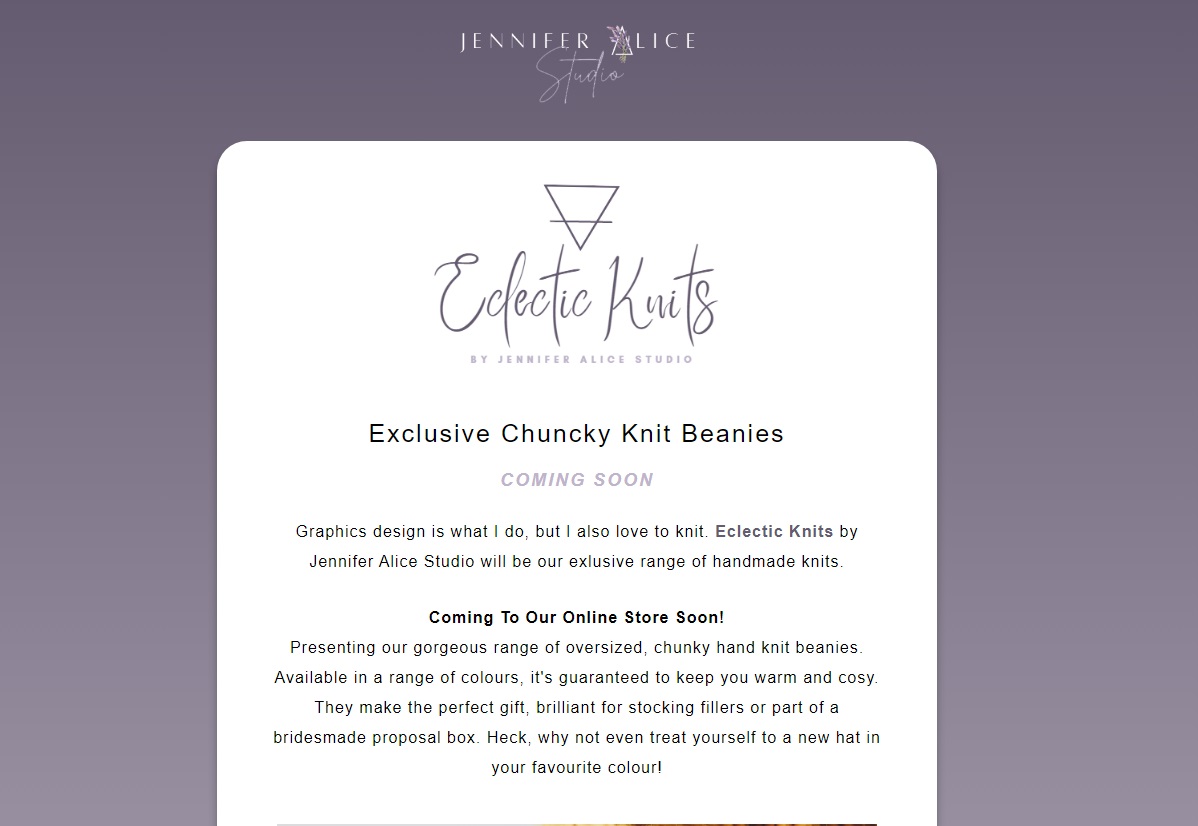 JENNIFER ALICE
Studio
Eclectic Knits
BY JENNIFER ALICE STUDIO
Exclusive Chuncky Knit Beanies
COMING SOON
Graphics design is what I do, but I also love to knit. Eclectic Knits by
Jennifer Alice Studio will be our exlusive range of handmade knits.
Coming To Our Online Store Soon!
Presenting our gorgeous range of oversized, chunky hand knit beanies.
Available in a range of colours, it's guaranteed to keep you warm and cosy.
They make the perfect gift, brilliant for stocking fillers or part of a
bridesmade proposal box. Heck, why not even treat yourself to a new hat in
your favourite colour!